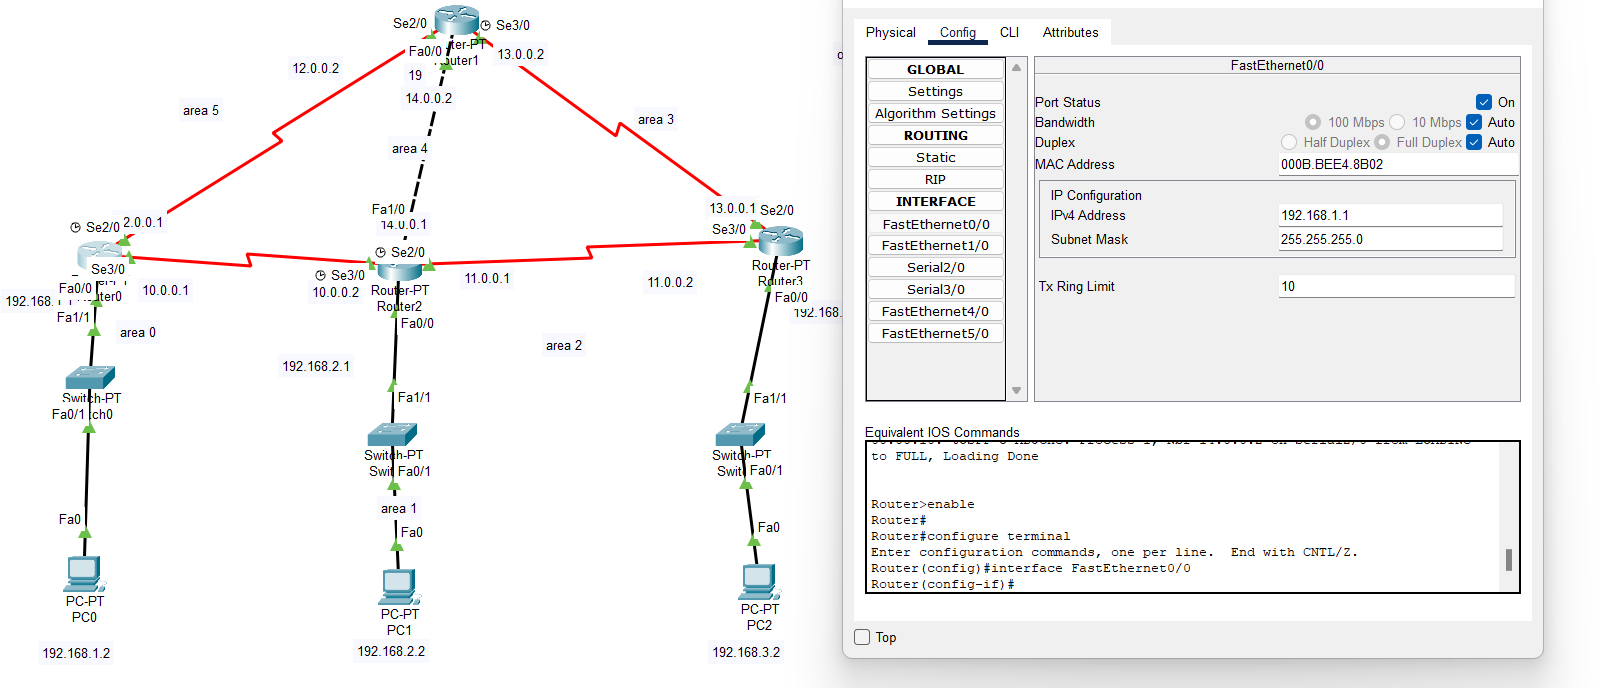 Se2/0
Se3/0
Fa0/0
13.0.0.2
12.0.0.2
19
14.0.0.2
area 5
area 3
area 4
Fa1/0
14.0.0.1
Se2/0
2.0.0.1
13.0.0.1
Se2/0
Se3/0
Se2/0
Se3/0
Se3/0
10.0.0.1
10.0.0.2
11.0.0.1
11.0.0.2
Router-PT
Router2
Router-PT
Router3
Fa0/0
192.168.
Fa1/1
area 0
Fa0/0
Fa0/0
192.168.
area 2
192.168.2.1
Switch-PT
Fa0/1
Fa1/1
Switch-PT
Fa0/1
Fa1/1
Switch-PT
Fa0/1
area 1
Fa0
Fa0
Fa0
PC-PT
PC0
PC-PT
PC1
PC-PT
PC2
192.168.1.2
192.168.2.2
192.168.3.2
Physical Config CLI Attributes
GLOBAL
Settings
Algorithm Settings
ROUTING
Static
RIP
INTERFACE
FastEthernet0/0
FastEthernet1/0
Serial2/0
Serial3/0
FastEthernet4/0
FastEthernet5/0
FastEthernet0/0
Port Status On
Bandwidth 100 Mbps 10 Mbps Auto
Duplex Half Duplex Full Duplex Auto
MAC Address 000B.BEE4.8B02
IP Configuration
IPv4 Address 192.168.1.1
Subnet Mask 255.255.255.0
Tx Ring Limit 10
Equivalent IOS Commands
to FULL, Loading Done
Router>enable
Router#
Router#configure terminal
Enter configuration commands, one per line. End with CNTL/Z.
Router(config)#interface FastEthernet0/0
Router(config-if)#
Top